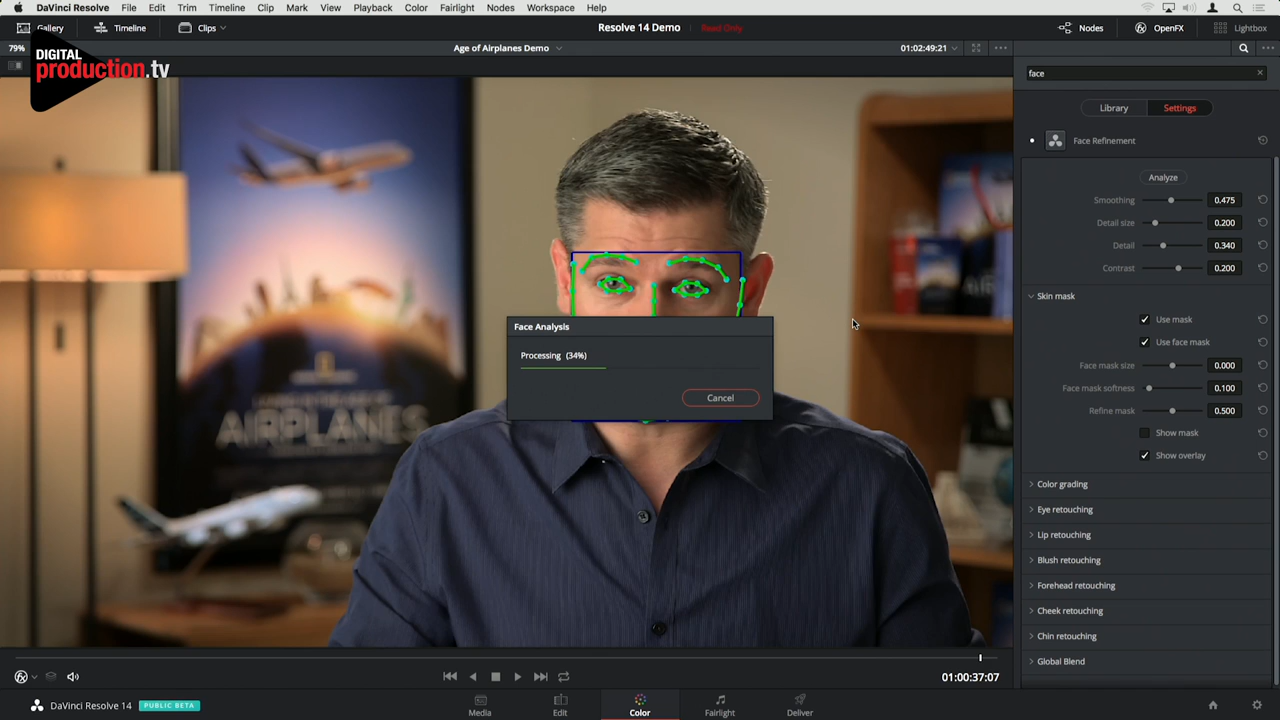 DaVinci Resolve File Edit Trim Timeline Clip Mark View Playback Color Fairlight Nodes Workspace Help
Gallery Timeline Clips Resolve 14 Demo Read Only Nodes OpenFX Lightbox
79% Age of Airplanes Demo 01:02:49:21
DIGITAL
production.tv
face
Library Settings
Face Refinement
Analyze
Smoothing 0.475
Detail size 0.200
Detail 0.340
Contrast 0.200
Skin mask
Use mask
Use face mask
Face mask size 0.000
Face mask softness 0.100
Refine mask 0.500
Show mask
Show overlay
Color grading
Eye retouching
Lip retouching
Blush retouching
Forehead retouching
Cheek retouching
Chin retouching
Global Blend
Face Analysis
Processing (34%)
Cancel
AIRPLANES
01:00:37:07
DaVinci Resolve 14 PUBLIC BETA Media Edit Color Fairlight Deliver